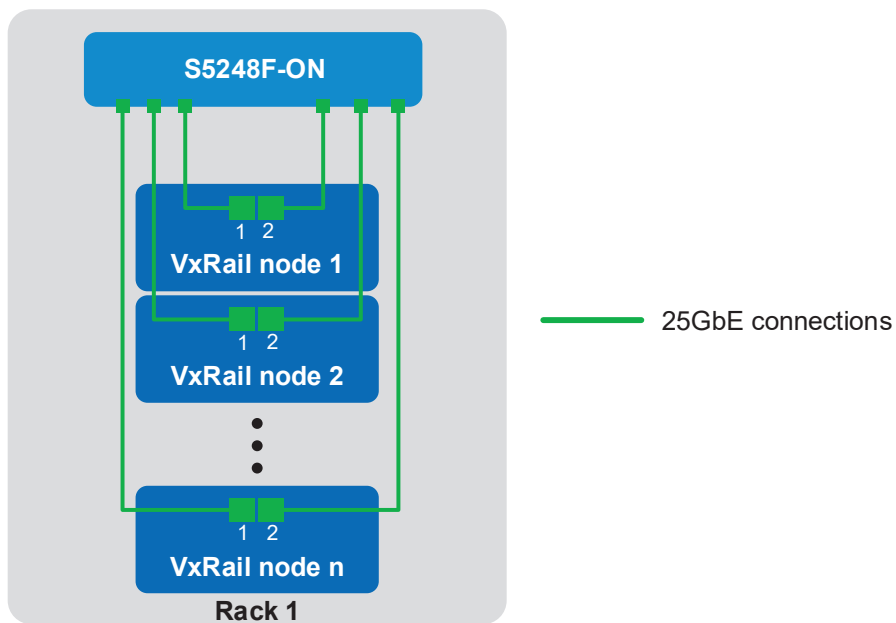 S5248F-ON
1 2
VxRail node 1
25GbE connections
1 2
VxRail node 2
1 2
VxRail node n
Rack 1